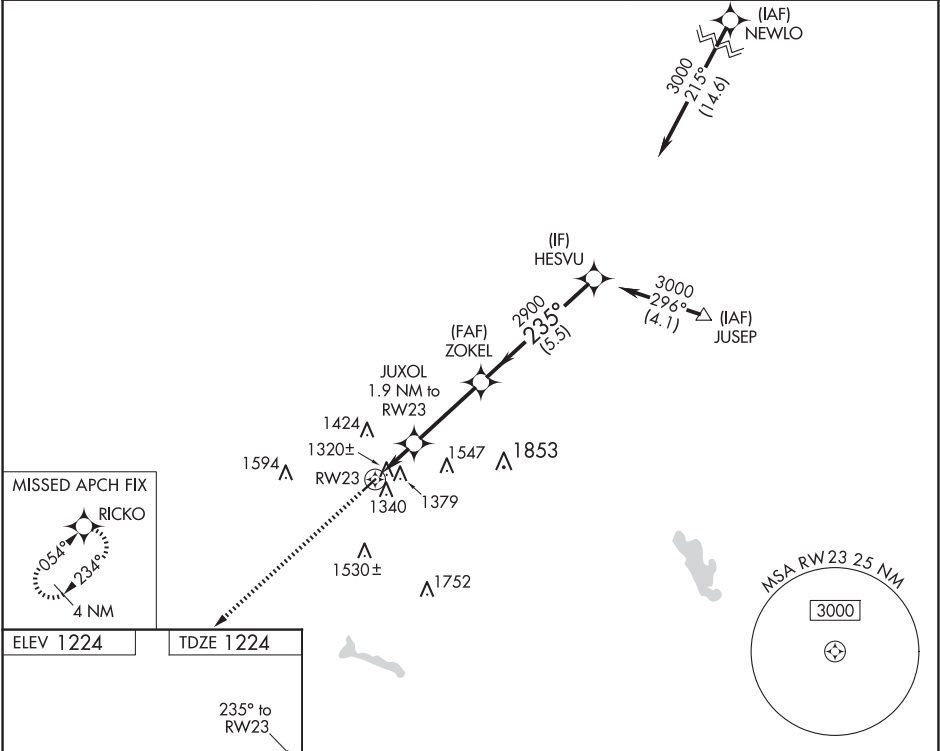 (IAF)
NEWLO
3000
215°
(14.6)
(IF)
HESVU
3000
296°
(4.1)
(IAF)
JUSEP
2900
235°
(5.5)
(FAF)
ZOKEL
JUXOL
1.9 NM to
RW23
1424
1320±
1594
RW23
1547
1853
1340
1379
1530±
1752
MISSED APCH FIX
RICKO
054°
234°
4 NM
MSA RW23 25 NM
3000
ELEV 1224
TDZE 1224
235° to
RW23